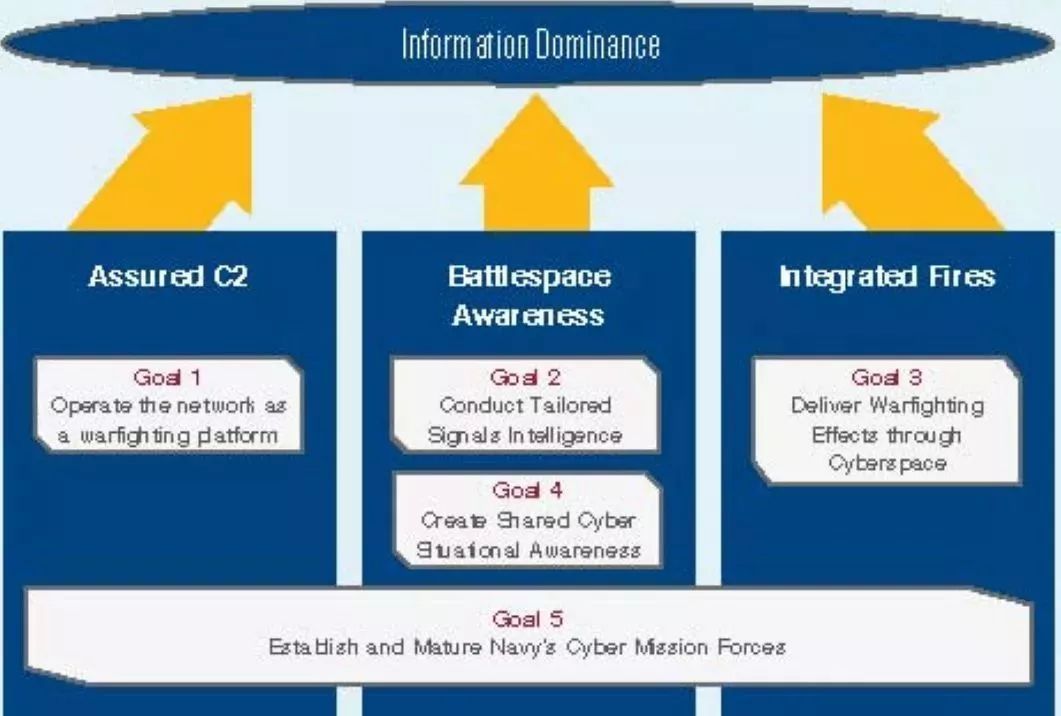 Information Dominance
Assured C2
Goal 1
Operate the network as
a warfighting platform
Battlespace
Awareness
Goal 2
Conduct Tailored
Signals Intelligence
Goal 4
Create Shared Cyber
Situational Awareness
Integrated Fires
Goal 3
Deliver Warfighting
Effects through
Cyberspace
Goal 5
Establish and Mature Navy's Cyber Mission Forces